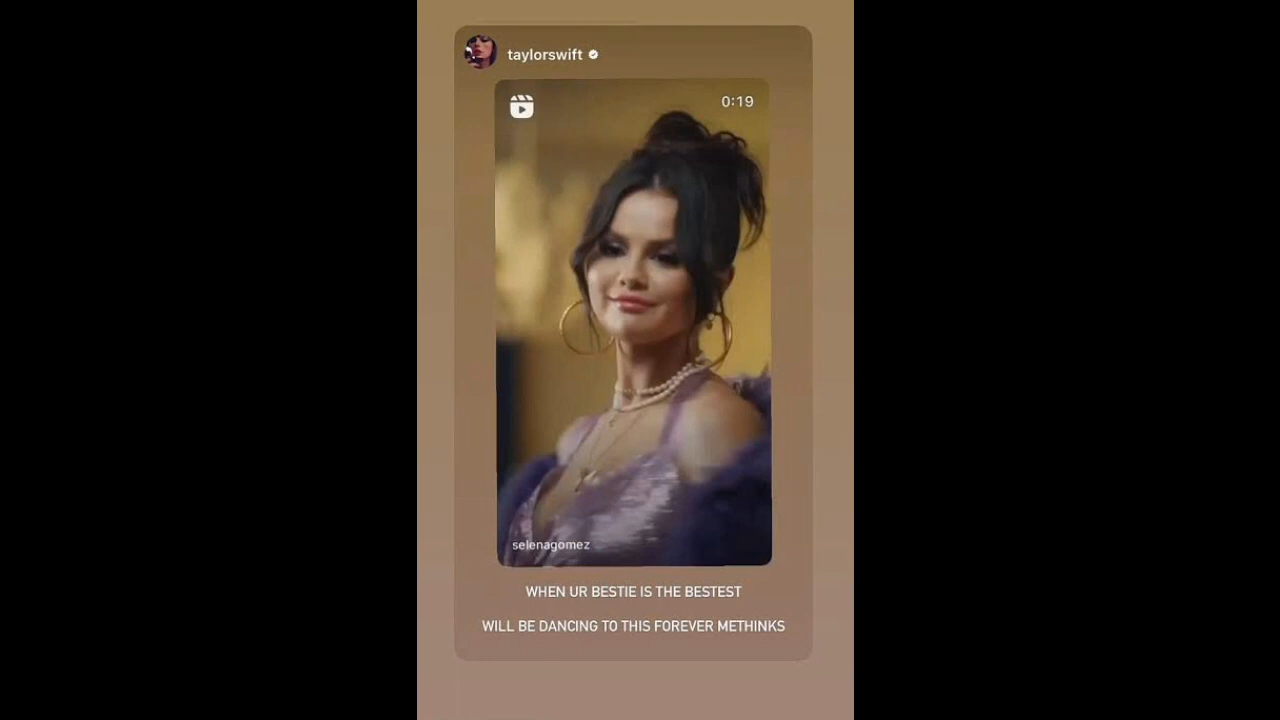 taylorswift
0:19
selenagomez
WHEN UR BESTIE IS THE BESTEST
WILL BE DANCING TO THIS FOREVER METHINKS